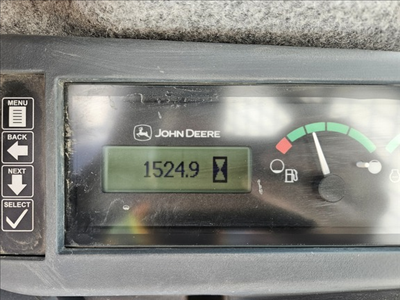 MENU
BACK
NEXT
SELECT
JOHN DEERE
1524.9